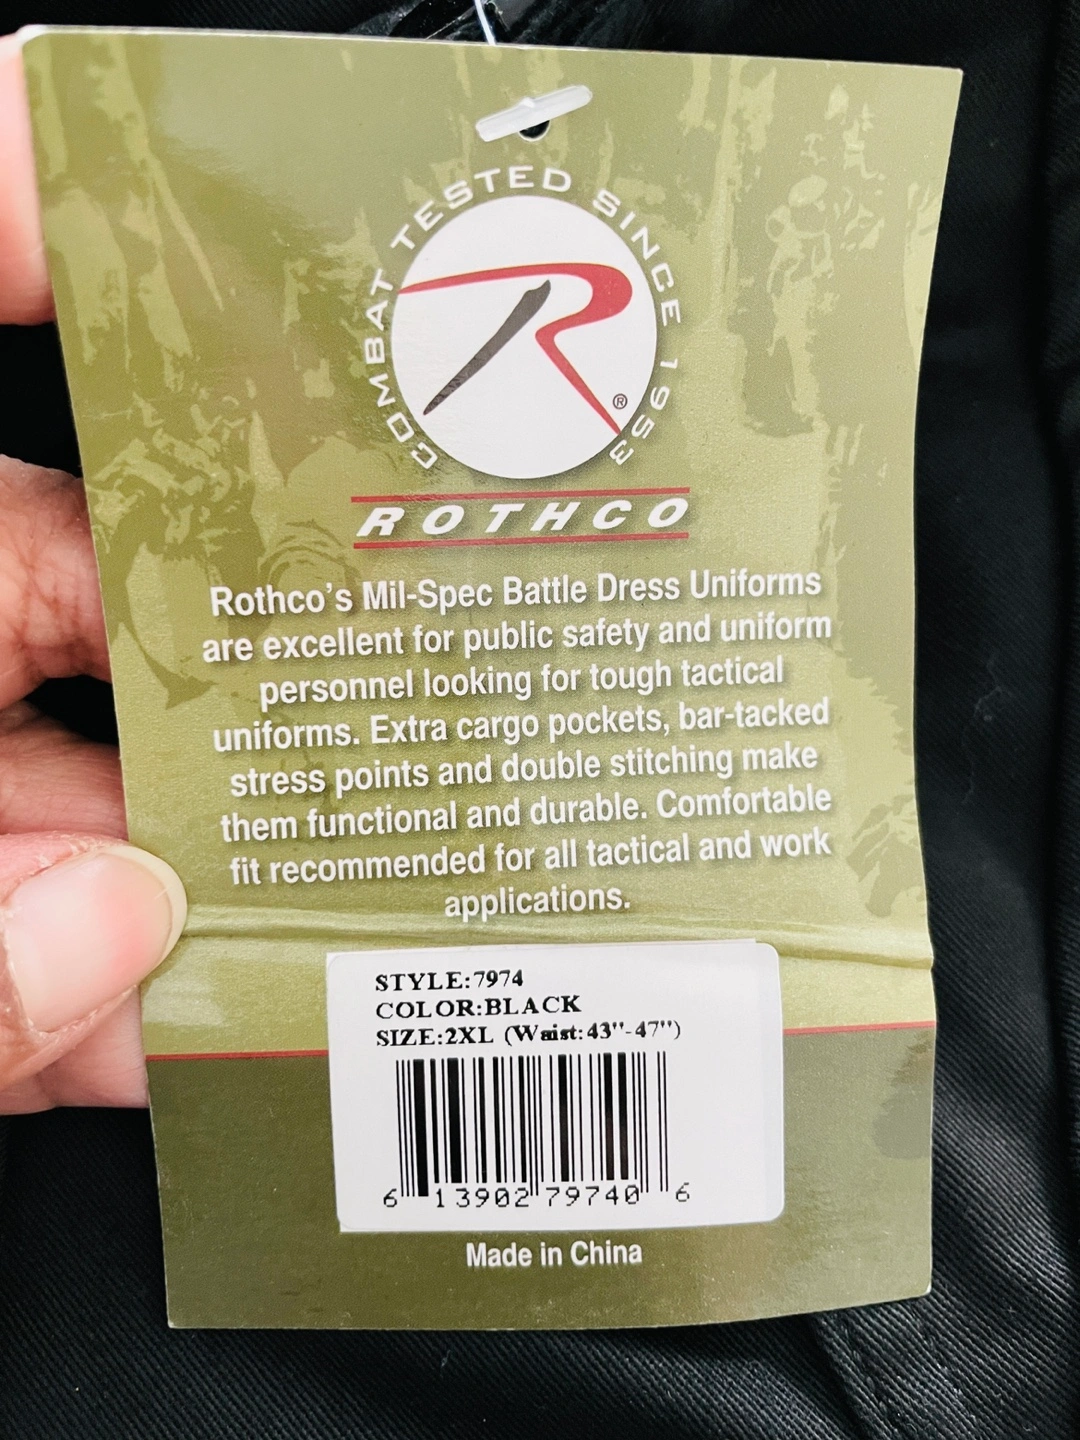 COMBAT TESTED SINCE 1953
R®
ROTHCO
Rothco's Mil-Spec Battle Dress Uniforms
are excellent for public safety and uniform
personnel looking for tough tactical
uniforms. Extra cargo pockets, bar-tacked
stress points and double stitching make
them functional and durable. Comfortable
fit recommended for all tactical and work
applications.
STYLE:7974
COLOR:BLACK
SIZE:2XL (Waist:43"-47")
6 13902 79740 6
Made in China